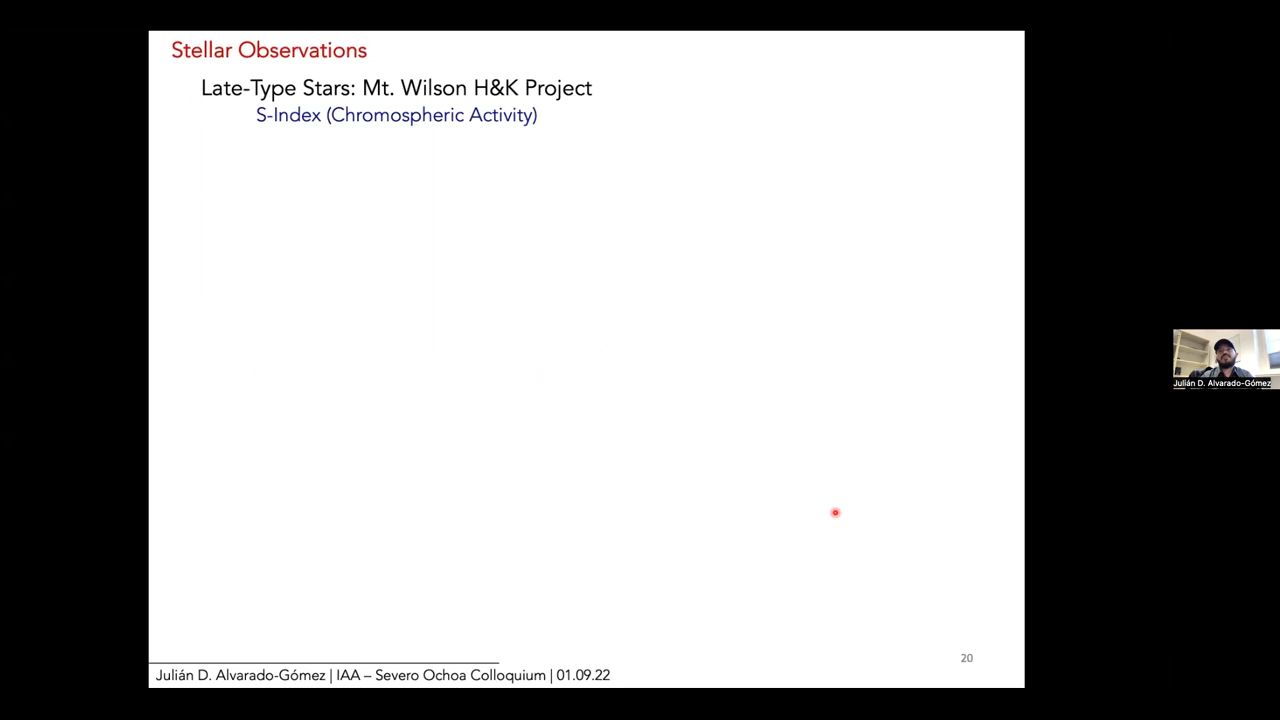 Stellar Observations
Late-Type Stars: Mt. Wilson H&K Project
S-Index (Chromospheric Activity)
Julián D. Alvarado-Gómez
20
Julián D. Alvarado-Gómez | IAA – Severo Ochoa Colloquium | 01.09.22